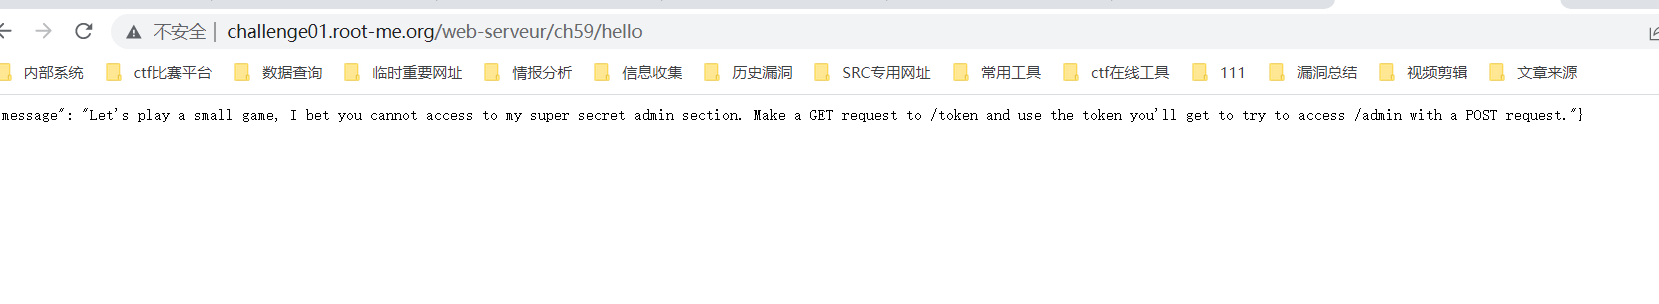 不安全 | challenge01.root-me.org/web-serveur/ch59/hello
内部系统 ctf比赛平台 数据查询 临时重要网址 情报分析 信息收集 历史漏洞 SRC专用网址 常用工具 ctf在线工具 111 漏洞总结 视频剪辑 文章来源
message": "Let's play a small game, I bet you cannot access to my super secret admin section. Make a GET request to /token and use the token you'll get to try to access /admin with a POST request."}